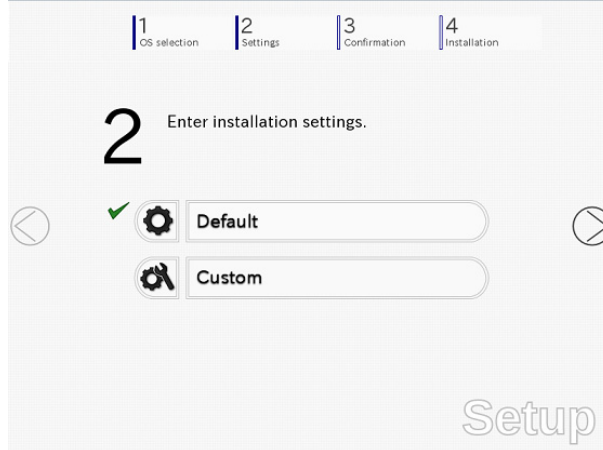 1
OS selection
2
Settings
3
Confirmation
4
Installation
2
Enter installation settings.
Default
Custom
Setup